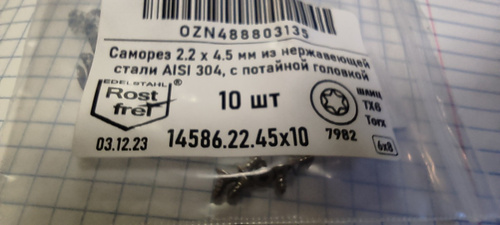 OZN488803135
Саморез 2.2 x 4.5 мм из нержавеющей
стали AISI 304, с потайной головкой
EDELSTAHL®
Rost
frei
10 шт
шлиц
TX6
Torx
03.12.23
14586.22.45x10
7982
6x8